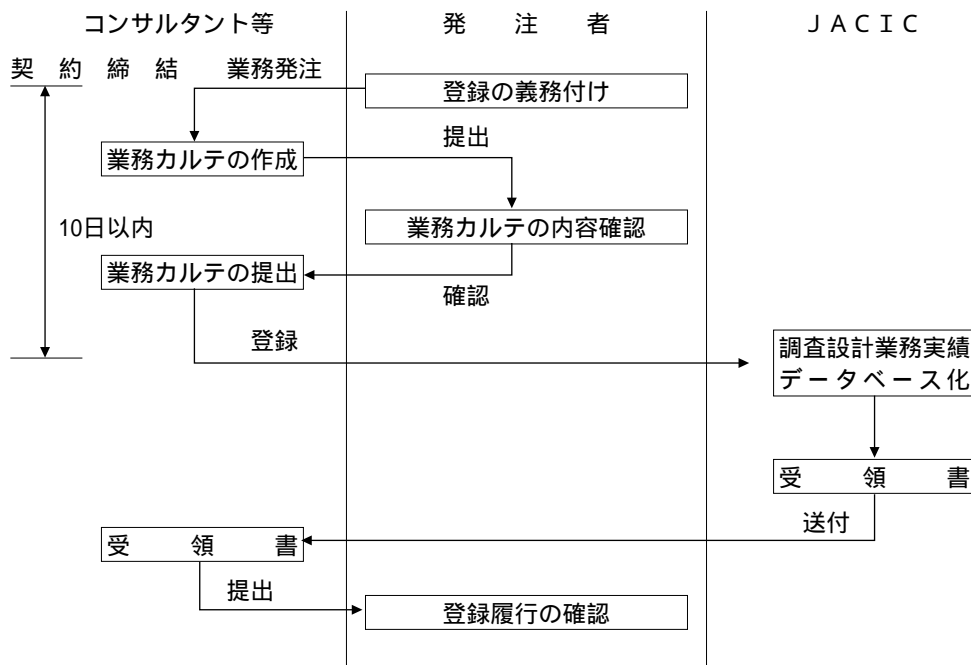 コンサルタント等
発 注 者
ＪＡＣＩＣ
契 約 締 結
業務発注
登録の義務付け
提出
業務カルテの作成
業務カルテの内容確認
10日以内
業務カルテの提出
確認
登録
調査設計業務実績
データベース化
受 領 書
送付
受 領 書
提出
登録履行の確認